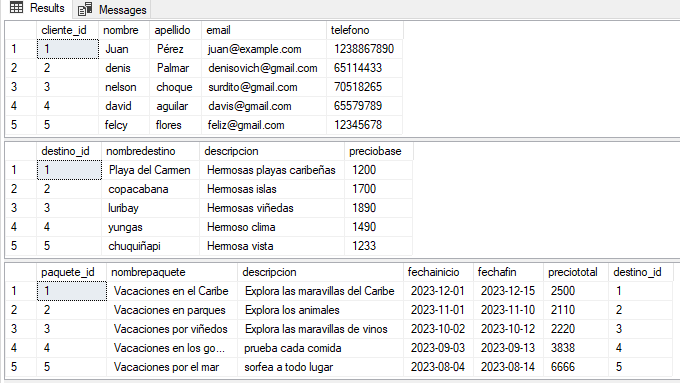 Results Messages
cliente_id nombre apellido email telefono
1 1 Juan Pérez juan@example.com 1238867890
2 2 denis Palmar denisovich@gmail.com 65114433
3 3 nelson choque surdito@gmail.com 70518265
4 4 david aguilar davis@gmail.com 65579789
5 5 felcy flores feliz@gmail.com 12345678
destino_id nombredestino descripcion preciobase
1 1 Playa del Carmen Hermosas playas caribeñas 1200
2 2 copacabana Hermosas islas 1700
3 3 luribay Hermosas viñedas 1890
4 4 yungas Hermoso clima 1490
5 5 chuquiñapi Hermosa vista 1233
paquete_id nombrepaquete descripcion fechainicio fechafin preciototal destino_id
1 1 Vacaciones en el Caribe Explora las maravillas del Caribe 2023-12-01 2023-12-15 2500 1
2 2 Vacaciones en parques Explora los animales 2023-11-01 2023-11-10 2110 2
3 3 Vacaciones por viñedos Explora las maravillas de vinos 2023-10-02 2023-10-12 2220 3
4 4 Vacaciones en los go... prueba cada comida 2023-09-03 2023-09-13 3838 4
5 5 Vacaciones por el mar sorfea a todo lugar 2023-08-04 2023-08-14 6666 5